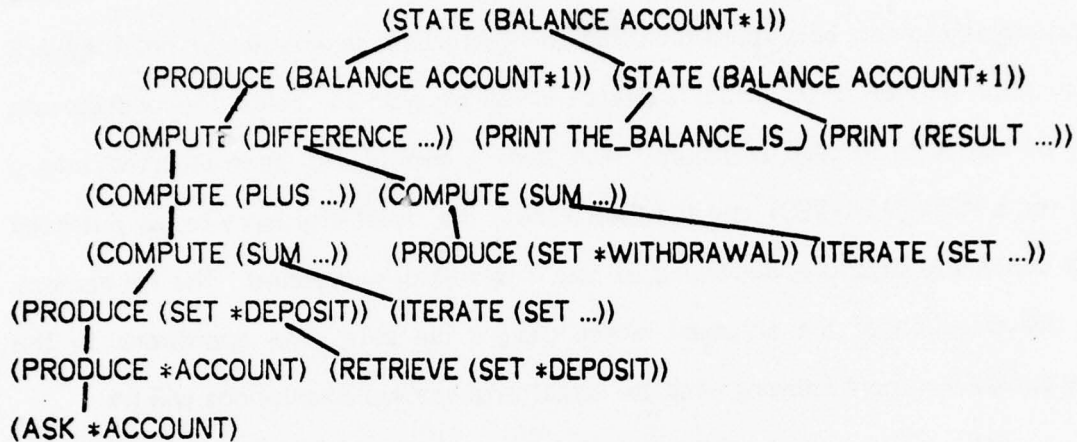 (STATE (BALANCE ACCOUNT*1))
(PRODUCE (BALANCE ACCOUNT*1)) (STATE (BALANCE ACCOUNT*1))
(COMPUTE (DIFFERENCE ...)) (PRINT THE_BALANCE_IS_) (PRINT (RESULT ...))
(COMPUTE (PLUS ...)) (COMPUTE (SUM ...))
(COMPUTE (SUM ...)) (PRODUCE (SET *WITHDRAWAL)) (ITERATE (SET ...))
(PRODUCE (SET *DEPOSIT)) (ITERATE (SET ...))
(PRODUCE *ACCOUNT) (RETRIEVE (SET *DEPOSIT))
(ASK *ACCOUNT)